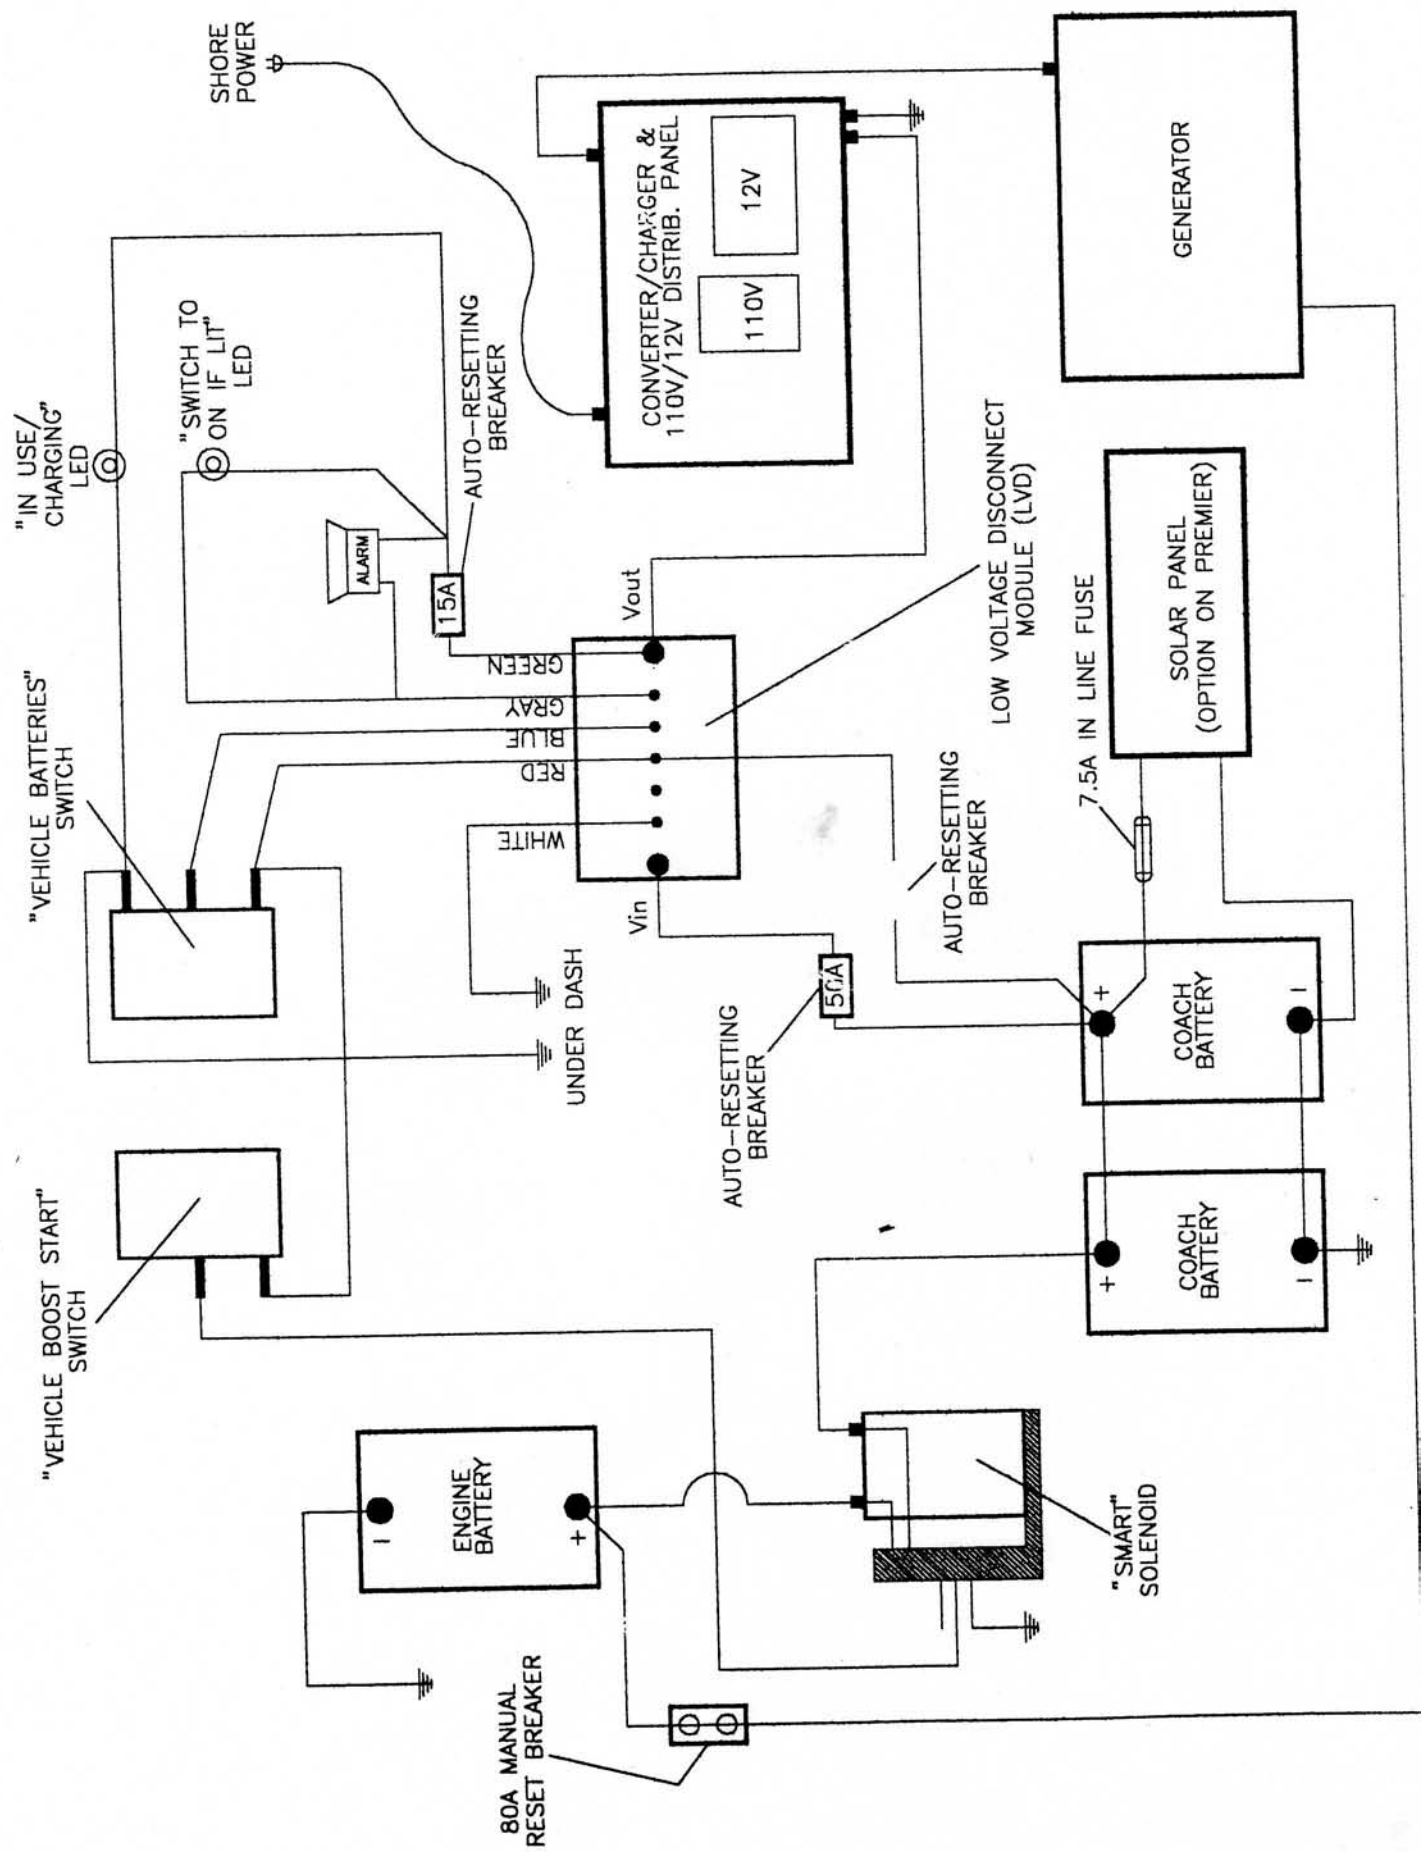 SHORE
POWER
"IN USE/
CHARGING"
LED
"SWITCH TO
ON IF LIT"
LED
ALARM
15A
AUTO-RESETTING
BREAKER
CONVERTER/CHARGER &
110V/12V DISTRIB. PANEL
110V
12V
GENERATOR
"VEHICLE BATTERIES"
SWITCH
GREEN
GRAY
BLUE
RED
WHITE
Vout
Vin
LOW VOLTAGE DISCONNECT
MODULE (LVD)
SOLAR PANEL
(OPTION ON PREMIER)
7.5A IN LINE FUSE
AUTO-RESETTING
BREAKER
UNDER DASH
50A
AUTO-RESETTING
BREAKER
+
COACH
BATTERY
-
+
COACH
BATTERY
-
"VEHICLE BOOST START"
SWITCH
-
ENGINE
BATTERY
+
"SMART"
SOLENOID
80A MANUAL
RESET BREAKER